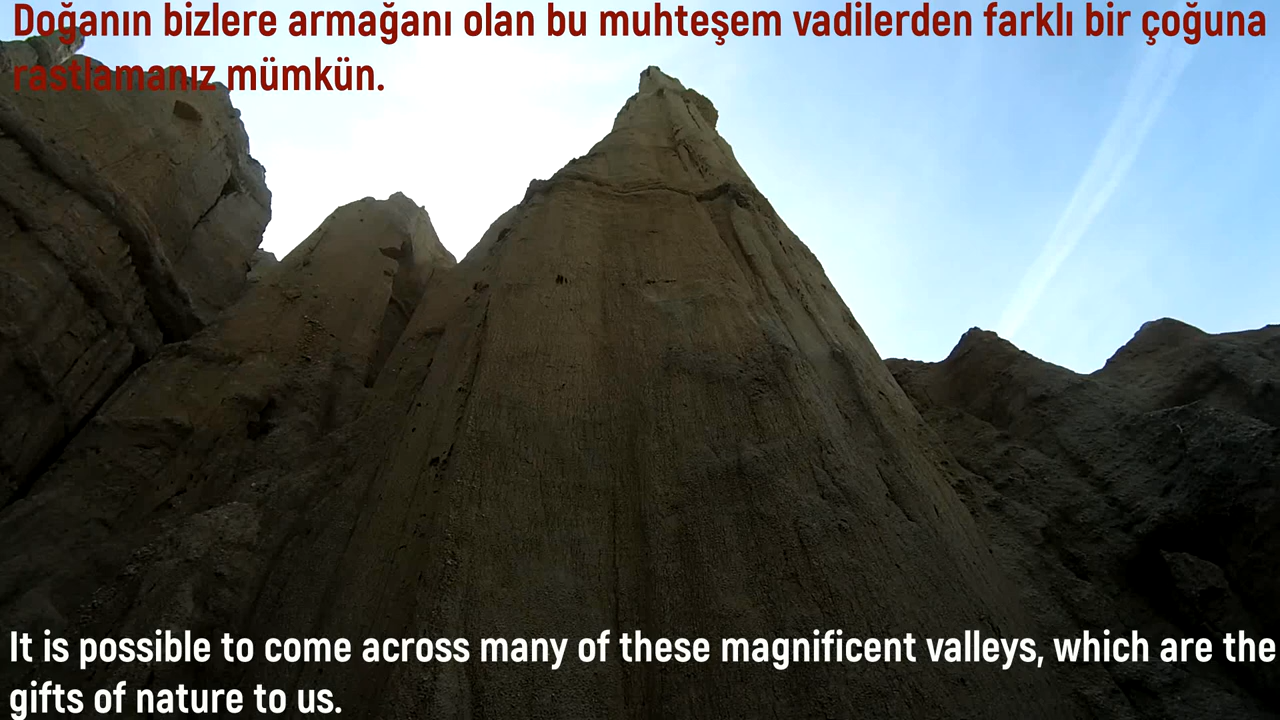 Doğanın bizlere armağanı olan bu muhteşem vadilerden farklı bir çoğuna
rastlamanız mümkün.
It is possible to come across many of these magnificent valleys, which are the
gifts of nature to us.